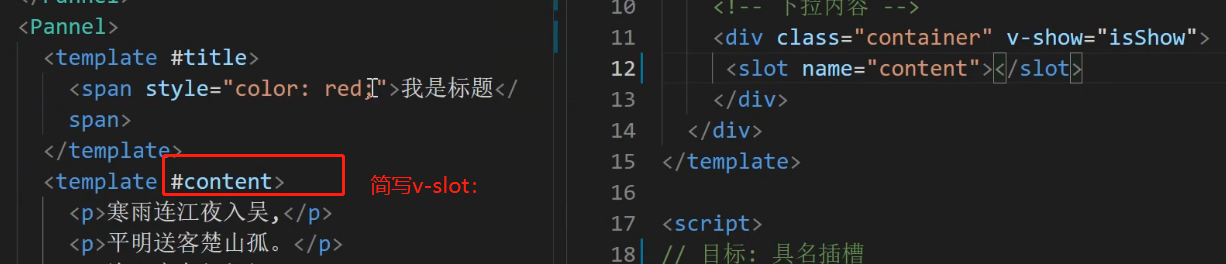 </Pannel>
<Pannel>
<template #title>
<span style="color: red;">我是标题</
span>
</template>
<template #content>
简写v-slot:
<p>寒雨连江夜入吴,</p>
<p>平明送客楚山孤。</p>
10 <!-- 下拉内容 -->
11 <div class="container" v-show="isShow">
12 <slot name="content"></slot>
13 </div>
14 </div>
15 </template>
16
17 <script>
18 // 目标: 具名插槽